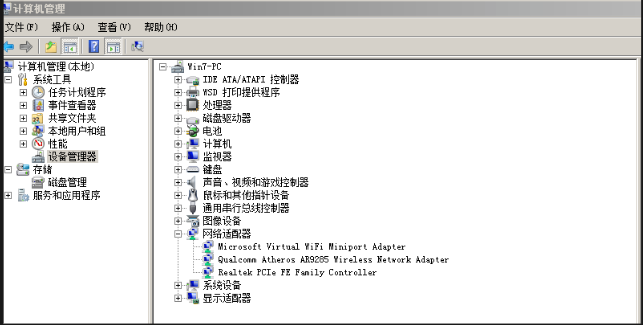 计算机管理
文件(F) 操作(A) 查看(V) 帮助(H)
计算机管理(本地)
系统工具
任务计划程序
事件查看器
共享文件夹
本地用户和组
性能
设备管理器
存储
磁盘管理
服务和应用程序
Win7-PC
IDE ATA/ATAPI 控制器
WSD 打印提供程序
处理器
磁盘驱动器
电池
计算机
监视器
键盘
声音、视频和游戏控制器
鼠标和其他指针设备
通用串行总线控制器
图像设备
网络适配器
Microsoft Virtual WiFi Miniport Adapter
Qualcomm Atheros AR9285 Wireless Network Adapter
Realtek PCIe FE Family Controller
系统设备
显示适配器